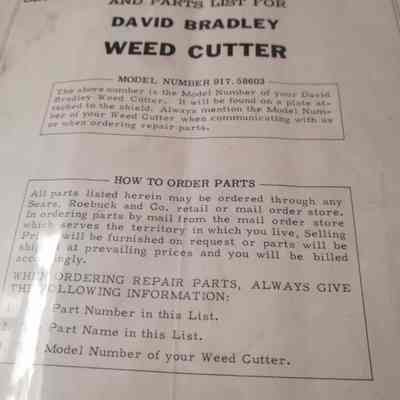 AND PARTS LIST FOR
DAVID BRADLEY
WEED CUTTER
MODEL NUMBER 917.58603
The above number is the Model Number of your David
Bradley Weed Cutter. It will be found on a plate at-
tached to the shield. Always mention the Model Num-
ber of your Weed Cutter when communicating with us
or when ordering repair parts.
HOW TO ORDER PARTS
All parts listed herein may be ordered through any
Sears, Roebuck and Co. retail or mail order store.
In ordering parts by mail from the mail order store
which serves the territory in which you live, Selling
will be furnished on request or parts will be
at prevailing prices and you will be billed
accordingly.
WHEN ORDERING REPAIR PARTS, ALWAYS GIVE
THE FOLLOWING INFORMATION:
Part Number in this List.
Part Name in this List.
Model Number of your Weed Cutter.